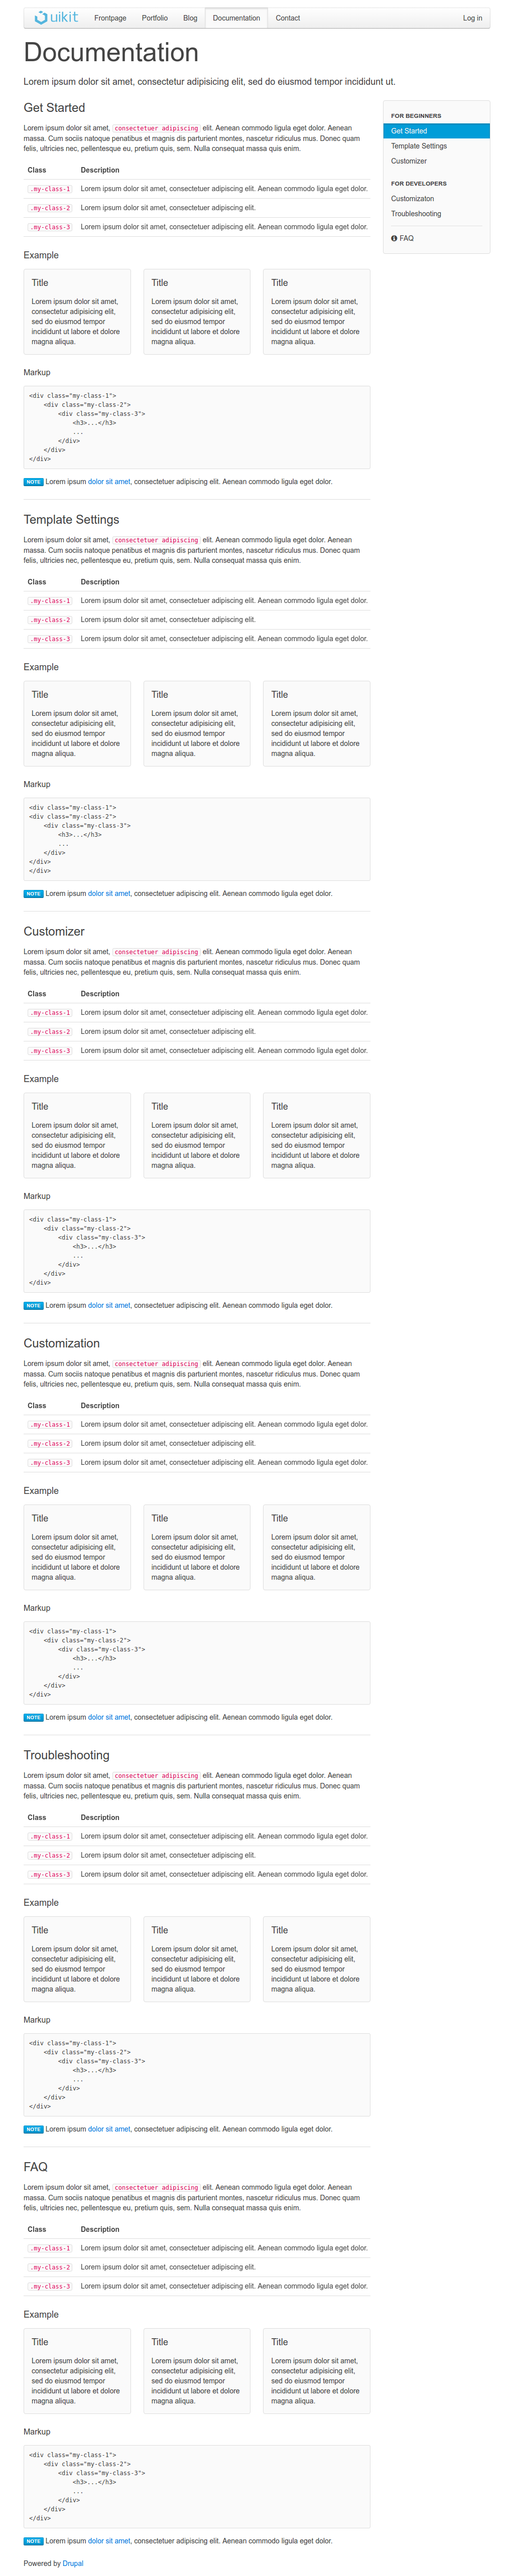 uikit Frontpage Portfolio Blog Documentation Contact Log in
Documentation
Lorem ipsum dolor sit amet, consectetur adipisicing elit, sed do eiusmod tempor incididunt ut.
Get Started
Lorem ipsum dolor sit amet, consectetuer adipiscing elit. Aenean commodo ligula eget dolor. Aenean
massa. Cum sociis natoque penatibus et magnis dis parturient montes, nascetur ridiculus mus. Donec quam
felis, ultricies nec, pellentesque eu, pretium quis, sem. Nulla consequat massa quis enim.
Class Description
.my-class-1 Lorem ipsum dolor sit amet, consectetuer adipiscing elit. Aenean commodo ligula eget dolor.
.my-class-2 Lorem ipsum dolor sit amet, consectetuer adipiscing elit.
.my-class-3 Lorem ipsum dolor sit amet, consectetuer adipiscing elit. Aenean commodo ligula eget dolor.
Example
Title Title Title
Lorem ipsum dolor sit amet, Lorem ipsum dolor sit amet, Lorem ipsum dolor sit amet,
consectetur adipisicing elit, consectetur adipisicing elit, consectetur adipisicing elit,
sed do eiusmod tempor sed do eiusmod tempor sed do eiusmod tempor
incididunt ut labore et dolore incididunt ut labore et dolore incididunt ut labore et dolore
magna aliqua. magna aliqua. magna aliqua.
Markup
<div class="my-class-1">
<div class="my-class-2">
<div class="my-class-3">
<h3>...</h3>
...
</div>
</div>
</div>
NOTE Lorem ipsum dolor sit amet, consectetuer adipiscing elit. Aenean commodo ligula eget dolor.
Template Settings
Lorem ipsum dolor sit amet, consectetuer adipiscing elit. Aenean commodo ligula eget dolor. Aenean
massa. Cum sociis natoque penatibus et magnis dis parturient montes, nascetur ridiculus mus. Donec quam
felis, ultricies nec, pellentesque eu, pretium quis, sem. Nulla consequat massa quis enim.
Class Description
.my-class-1 Lorem ipsum dolor sit amet, consectetuer adipiscing elit. Aenean commodo ligula eget dolor.
.my-class-2 Lorem ipsum dolor sit amet, consectetuer adipiscing elit.
.my-class-3 Lorem ipsum dolor sit amet, consectetuer adipiscing elit. Aenean commodo ligula eget dolor.
Example
Title Title Title
Lorem ipsum dolor sit amet, Lorem ipsum dolor sit amet, Lorem ipsum dolor sit amet,
consectetur adipisicing elit, consectetur adipisicing elit, consectetur adipisicing elit,
sed do eiusmod tempor sed do eiusmod tempor sed do eiusmod tempor
incididunt ut labore et dolore incididunt ut labore et dolore incididunt ut labore et dolore
magna aliqua. magna aliqua. magna aliqua.
Markup
<div class="my-class-1">
<div class="my-class-2">
<div class="my-class-3">
<h3>...</h3>
...
</div>
</div>
</div>
NOTE Lorem ipsum dolor sit amet, consectetuer adipiscing elit. Aenean commodo ligula eget dolor.
Customizer
Lorem ipsum dolor sit amet, consectetuer adipiscing elit. Aenean commodo ligula eget dolor. Aenean
massa. Cum sociis natoque penatibus et magnis dis parturient montes, nascetur ridiculus mus. Donec quam
felis, ultricies nec, pellentesque eu, pretium quis, sem. Nulla consequat massa quis enim.
Class Description
.my-class-1 Lorem ipsum dolor sit amet, consectetuer adipiscing elit. Aenean commodo ligula eget dolor.
.my-class-2 Lorem ipsum dolor sit amet, consectetuer adipiscing elit.
.my-class-3 Lorem ipsum dolor sit amet, consectetuer adipiscing elit. Aenean commodo ligula eget dolor.
Example
Title Title Title
Lorem ipsum dolor sit amet, Lorem ipsum dolor sit amet, Lorem ipsum dolor sit amet,
consectetur adipisicing elit, consectetur adipisicing elit, consectetur adipisicing elit,
sed do eiusmod tempor sed do eiusmod tempor sed do eiusmod tempor
incididunt ut labore et dolore incididunt ut labore et dolore incididunt ut labore et dolore
magna aliqua. magna aliqua. magna aliqua.
Markup
<div class="my-class-1">
<div class="my-class-2">
<div class="my-class-3">
<h3>...</h3>
...
</div>
</div>
</div>
NOTE Lorem ipsum dolor sit amet, consectetuer adipiscing elit. Aenean commodo ligula eget dolor.
Customization
Lorem ipsum dolor sit amet, consectetuer adipiscing elit. Aenean commodo ligula eget dolor. Aenean
massa. Cum sociis natoque penatibus et magnis dis parturient montes, nascetur ridiculus mus. Donec quam
felis, ultricies nec, pellentesque eu, pretium quis, sem. Nulla consequat massa quis enim.
Class Description
.my-class-1 Lorem ipsum dolor sit amet, consectetuer adipiscing elit. Aenean commodo ligula eget dolor.
.my-class-2 Lorem ipsum dolor sit amet, consectetuer adipiscing elit.
.my-class-3 Lorem ipsum dolor sit amet, consectetuer adipiscing elit. Aenean commodo ligula eget dolor.
Example
Title Title Title
Lorem ipsum dolor sit amet, Lorem ipsum dolor sit amet, Lorem ipsum dolor sit amet,
consectetur adipisicing elit, consectetur adipisicing elit, consectetur adipisicing elit,
sed do eiusmod tempor sed do eiusmod tempor sed do eiusmod tempor
incididunt ut labore et dolore incididunt ut labore et dolore incididunt ut labore et dolore
magna aliqua. magna aliqua. magna aliqua.
Markup
<div class="my-class-1">
<div class="my-class-2">
<div class="my-class-3">
<h3>...</h3>
...
</div>
</div>
</div>
NOTE Lorem ipsum dolor sit amet, consectetuer adipiscing elit. Aenean commodo ligula eget dolor.
Troubleshooting
Lorem ipsum dolor sit amet, consectetuer adipiscing elit. Aenean commodo ligula eget dolor. Aenean
massa. Cum sociis natoque penatibus et magnis dis parturient montes, nascetur ridiculus mus. Donec quam
felis, ultricies nec, pellentesque eu, pretium quis, sem. Nulla consequat massa quis enim.
Class Description
.my-class-1 Lorem ipsum dolor sit amet, consectetuer adipiscing elit. Aenean commodo ligula eget dolor.
.my-class-2 Lorem ipsum dolor sit amet, consectetuer adipiscing elit.
.my-class-3 Lorem ipsum dolor sit amet, consectetuer adipiscing elit. Aenean commodo ligula eget dolor.
Example
Title Title Title
Lorem ipsum dolor sit amet, Lorem ipsum dolor sit amet, Lorem ipsum dolor sit amet,
consectetur adipisicing elit, consectetur adipisicing elit, consectetur adipisicing elit,
sed do eiusmod tempor sed do eiusmod tempor sed do eiusmod tempor
incididunt ut labore et dolore incididunt ut labore et dolore incididunt ut labore et dolore
magna aliqua. magna aliqua. magna aliqua.
Markup
<div class="my-class-1">
<div class="my-class-2">
<div class="my-class-3">
<h3>...</h3>
...
</div>
</div>
</div>
NOTE Lorem ipsum dolor sit amet, consectetuer adipiscing elit. Aenean commodo ligula eget dolor.
FAQ
Lorem ipsum dolor sit amet, consectetuer adipiscing elit. Aenean commodo ligula eget dolor. Aenean
massa. Cum sociis natoque penatibus et magnis dis parturient montes, nascetur ridiculus mus. Donec quam
felis, ultricies nec, pellentesque eu, pretium quis, sem. Nulla consequat massa quis enim.
Class Description
.my-class-1 Lorem ipsum dolor sit amet, consectetuer adipiscing elit. Aenean commodo ligula eget dolor.
.my-class-2 Lorem ipsum dolor sit amet, consectetuer adipiscing elit.
.my-class-3 Lorem ipsum dolor sit amet, consectetuer adipiscing elit. Aenean commodo ligula eget dolor.
Example
Title Title Title
Lorem ipsum dolor sit amet, Lorem ipsum dolor sit amet, Lorem ipsum dolor sit amet,
consectetur adipisicing elit, consectetur adipisicing elit, consectetur adipisicing elit,
sed do eiusmod tempor sed do eiusmod tempor sed do eiusmod tempor
incididunt ut labore et dolore incididunt ut labore et dolore incididunt ut labore et dolore
magna aliqua. magna aliqua. magna aliqua.
Markup
<div class="my-class-1">
<div class="my-class-2">
<div class="my-class-3">
<h3>...</h3>
...
</div>
</div>
</div>
NOTE Lorem ipsum dolor sit amet, consectetuer adipiscing elit. Aenean commodo ligula eget dolor.
FOR BEGINNERS
Get Started
Template Settings
Customizer
FOR DEVELOPERS
Customizaton
Troubleshooting
FAQ
Powered by Drupal